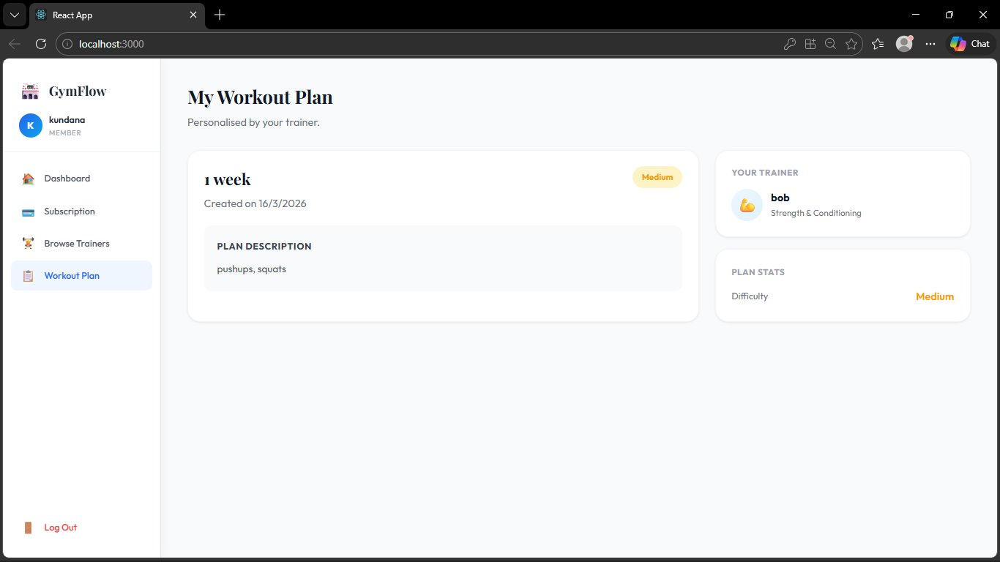 React App
localhost:3000
Chat
GymFlow
K
kundana
MEMBER
Dashboard
Subscription
Browse Trainers
Workout Plan
Log Out
My Workout Plan
Personalised by your trainer.
1 week
Medium
Created on 16/3/2026
PLAN DESCRIPTION
pushups, squats
YOUR TRAINER
bob
Strength & Conditioning
PLAN STATS
Difficulty Medium